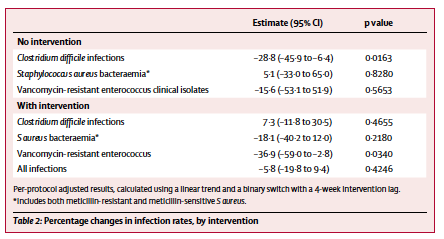 Estimate (95% CI) p value
No intervention
Clostridium difficile infections −28·8 (−45·9 to −6·4) 0·0163
Staphylococcus aureus bacteraemia* 5·1 (−33·0 to 65·0) 0·8280
Vancomycin-resistant enterococcus clinical isolates −15·6 (−53·1 to 51·9) 0·5653
With intervention
Clostridium difficile infections 7·3 (−11·8 to 30·5) 0·4655
S aureus bacteraemia* −18·1 (−40·2 to 12·0) 0·2180
Vancomycin-resistant enterococcus −36·9 (−59·0 to −2·8) 0·0340
All infections −5·8 (−19·8 to 9·4) 0·4246
Per-protocol adjusted results, calculated using a linear trend and a binary switch with a 4-week intervention lag.
*Includes both meticillin-resistant and meticillin-sensitive S aureus.
Table 2: Percentage changes in infection rates, by intervention